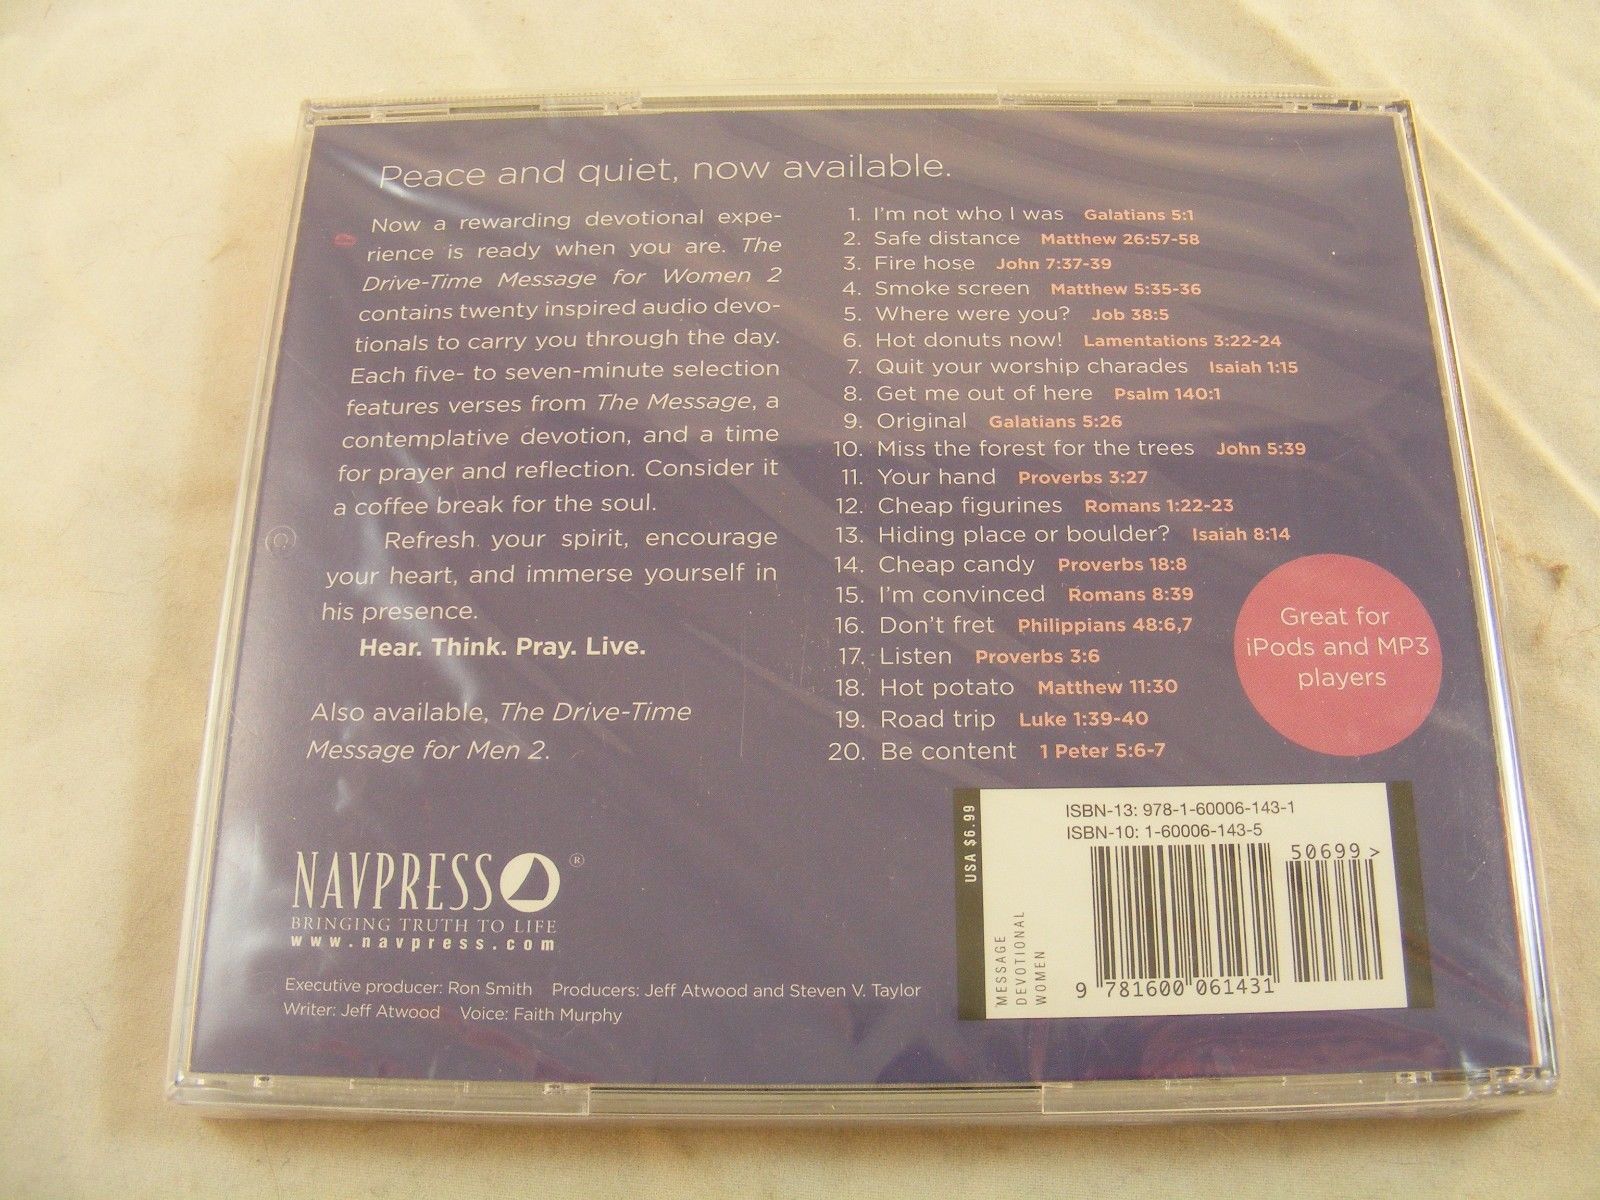 Peace and quiet, now available.
Now a rewarding devotional expe-
rience is ready when you are. The
Drive-Time Message for Women 2
contains twenty inspired audio devo-
tionals to carry you through the day.
Each five- to seven-minute selection
features verses from The Message, a
contemplative devotion, and a time
for prayer and reflection. Consider it
a coffee break for the soul.
Refresh your spirit, encourage
your heart, and immerse yourself in
his presence.
Hear. Think. Pray. Live.
Also available, The Drive-Time
Message for Men 2.
1. I'm not who I was Galatians 5:1
2. Safe distance Matthew 26:57-58
3. Fire hose John 7:37-39
4. Smoke screen Matthew 5:35-36
5. Where were you? Job 38:5
6. Hot donuts now! Lamentations 3:22-24
7. Quit your worship charades Isaiah 1:15
8. Get me out of here Psalm 140:1
9. Original Galatians 5:26
10. Miss the forest for the trees John 5:39
11. Your hand Proverbs 3:27
12. Cheap figurines Romans 1:22-23
13. Hiding place or boulder? Isaiah 8:14
14. Cheap candy Proverbs 18:8
15. I'm convinced Romans 8:39
16. Don't fret Philippians 48:6,7
17. Listen Proverbs 3:6
18. Hot potato Matthew 11:30
19. Road trip Luke 1:39-40
20. Be content 1 Peter 5:6-7
Great for
iPods and MP3
players
NAVPRESS ®
BRINGING TRUTH TO LIFE
www.navpress.com
Executive producer: Ron Smith Producers: Jeff Atwood and Steven V. Taylor
Writer: Jeff Atwood Voice: Faith Murphy
USA $6.99
MESSAGE
DEVOTIONAL
WOMEN
ISBN-13: 978-1-60006-143-1
ISBN-10: 1-60006-143-5
50699 >
9 781600 061431